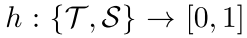 h : {𝒯, 𝒮} → [0, 1]